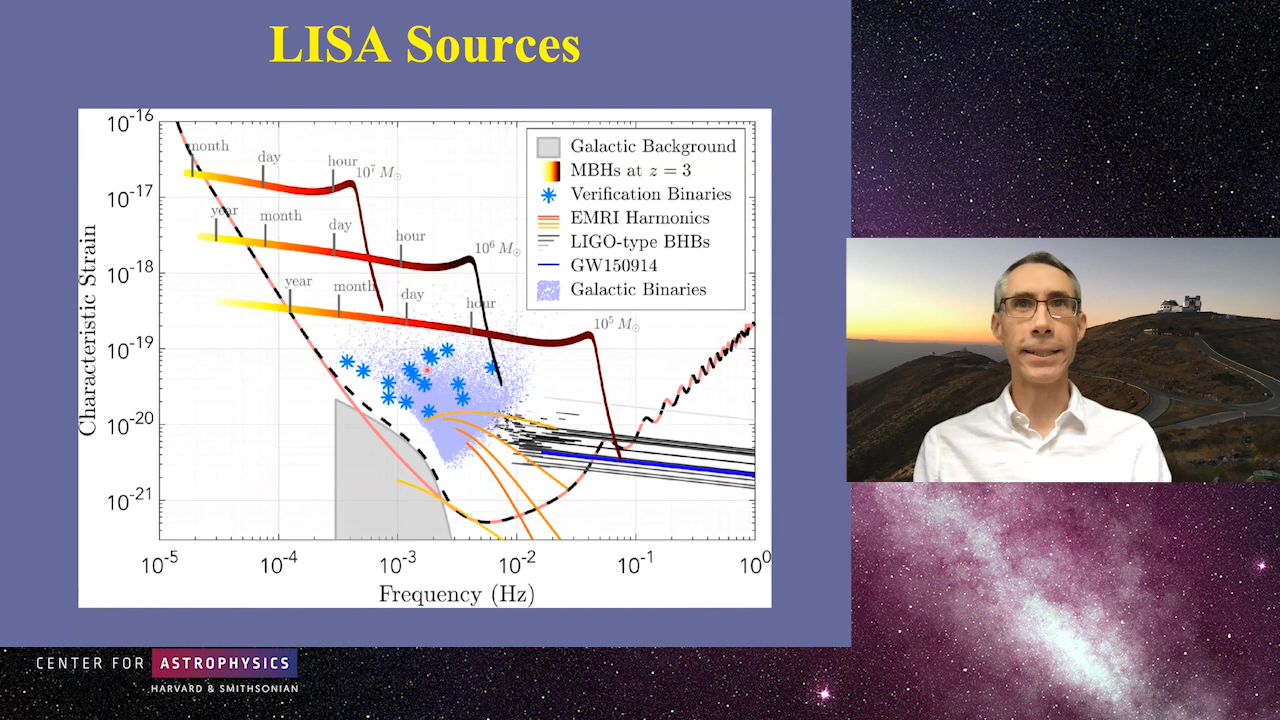 LISA Sources
10^-16
10^-17
10^-18
10^-19
10^-20
10^-21
Characteristic Strain
month
day
hour
10^7 M☉
year
month
day
hour
10^6 M☉
year
month
day
hour
10^5 M☉
Galactic Background
MBHs at z = 3
Verification Binaries
EMRI Harmonics
LIGO-type BHBs
GW150914
Galactic Binaries
10^-5 10^-4 10^-3 10^-2 10^-1 10^0
Frequency (Hz)
CENTER FOR ASTROPHYSICS
HARVARD & SMITHSONIAN